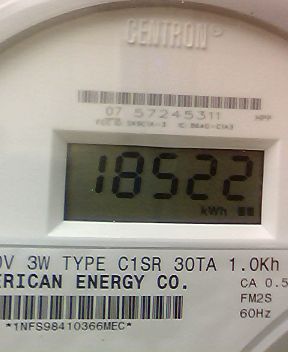 CENTRON
07 57245311
18522
kWh
0V 3W TYPE C1SR 30TA 1.0Kh
ERICAN ENERGY CO.
CA 0.5
FM2S
60Hz
*1NFS98410366MEC*